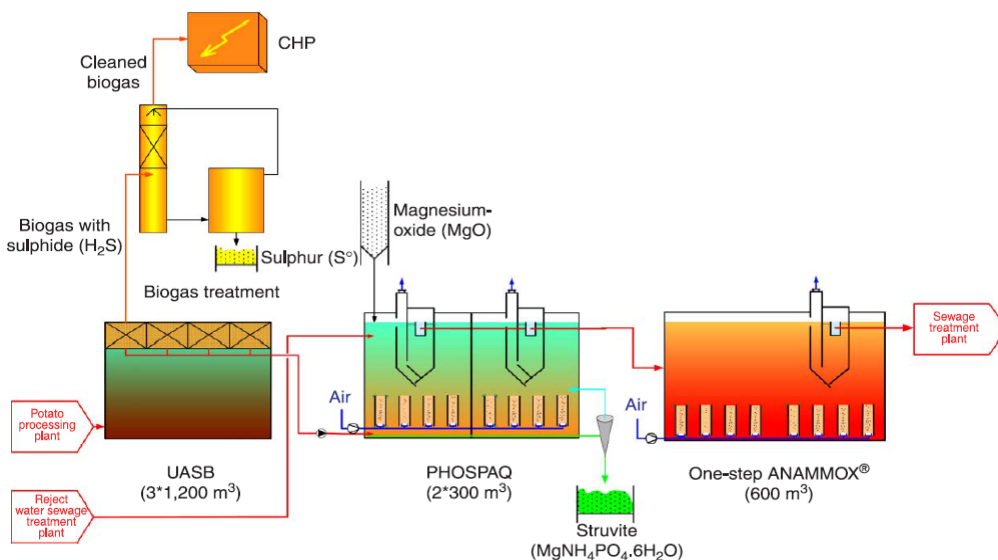 CHP
Cleaned
biogas
Biogas with
sulphide (H₂S)
Sulphur (S°)
Biogas treatment
Magnesium-
oxide (MgO)
Sewage
treatment
plant
Potato
processing
plant
Air
Air
UASB
(3*1,200 m³)
PHOSPAQ
(2*300 m³)
One-step ANAMMOX®
(600 m³)
Reject
water sewage
treatment
plant
Struvite
(MgNH₄PO₄.6H₂O)